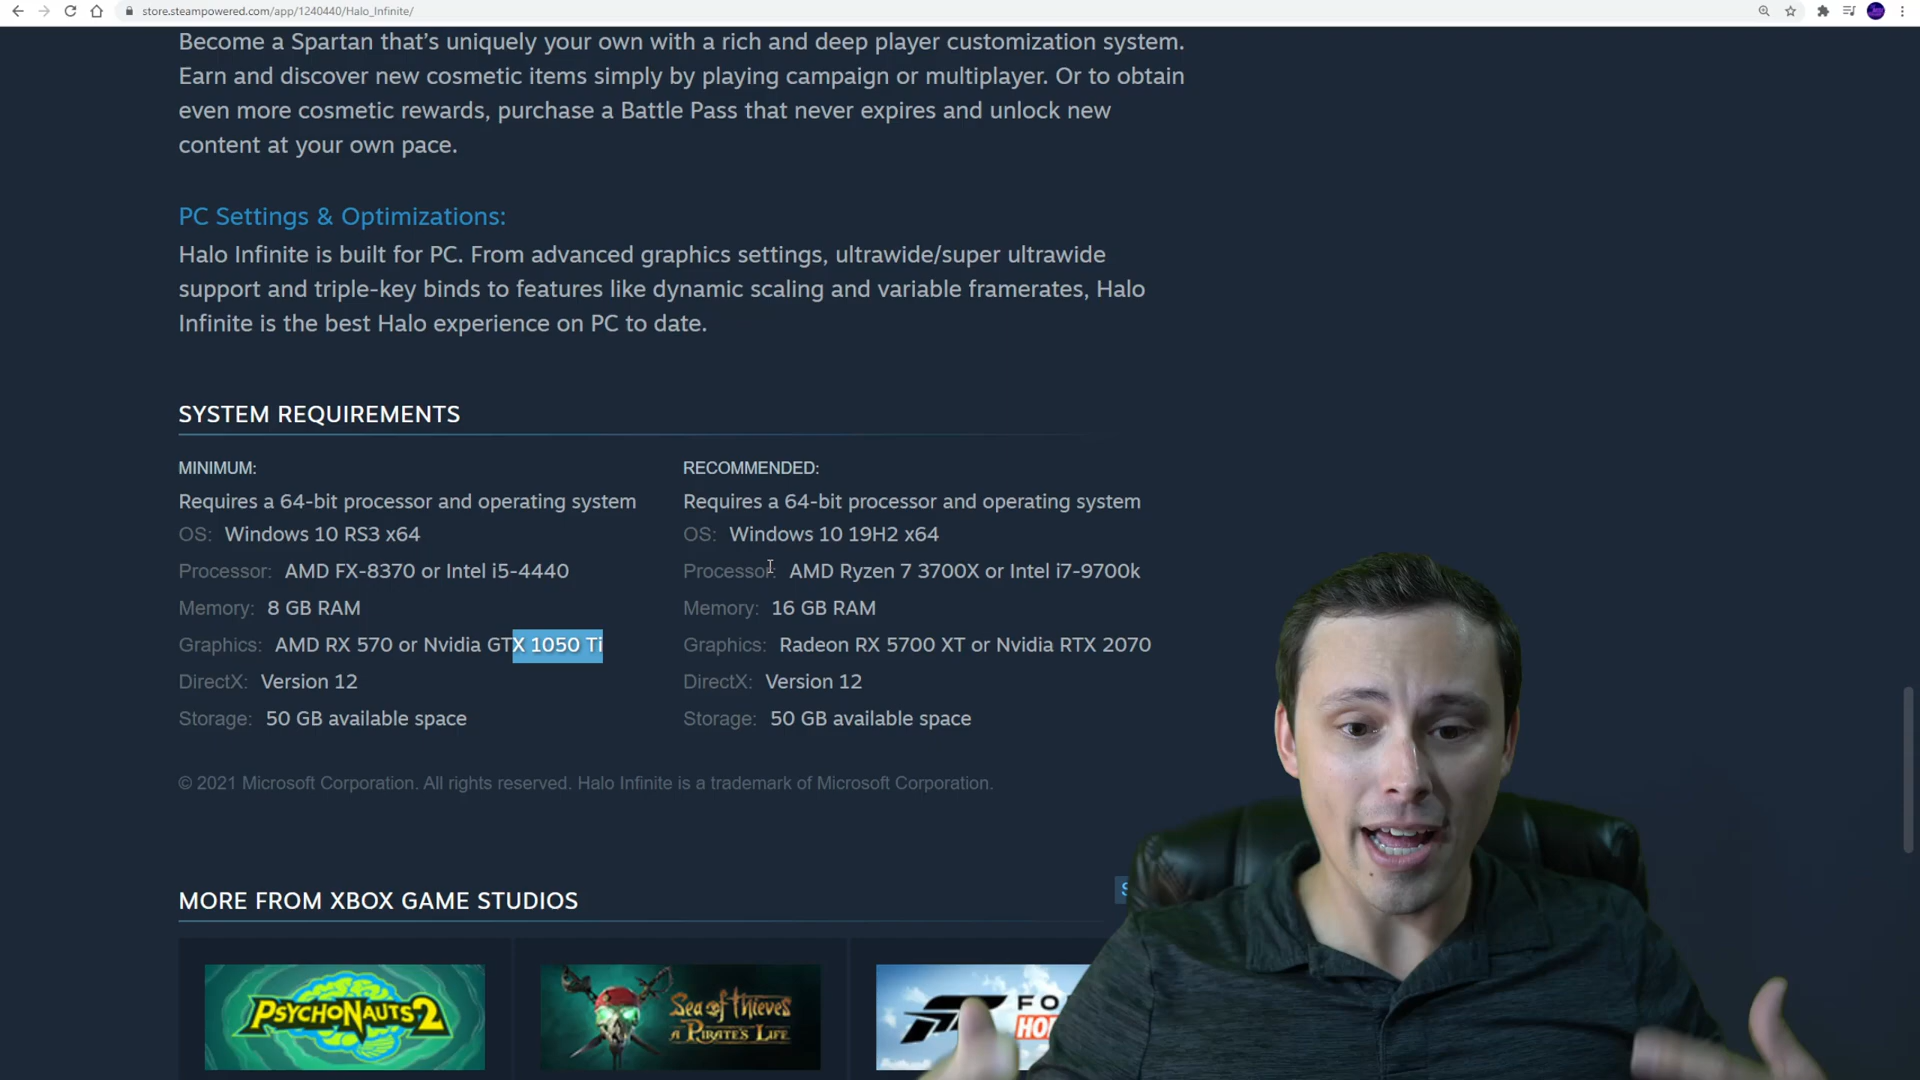 store.steampowered.com/app/1240440/Halo_Infinite/
Become a Spartan that's uniquely your own with a rich and deep player customization system.
Earn and discover new cosmetic items simply by playing campaign or multiplayer. Or to obtain
even more cosmetic rewards, purchase a Battle Pass that never expires and unlock new
content at your own pace.
PC Settings & Optimizations:
Halo Infinite is built for PC. From advanced graphics settings, ultrawide/super ultrawide
support and triple-key binds to features like dynamic scaling and variable framerates, Halo
Infinite is the best Halo experience on PC to date.
SYSTEM REQUIREMENTS
MINIMUM:
Requires a 64-bit processor and operating system
OS: Windows 10 RS3 x64
Processor: AMD FX-8370 or Intel i5-4440
Memory: 8 GB RAM
Graphics: AMD RX 570 or Nvidia GTX 1050 Ti
DirectX: Version 12
Storage: 50 GB available space
RECOMMENDED:
Requires a 64-bit processor and operating system
OS: Windows 10 19H2 x64
Processor: AMD Ryzen 7 3700X or Intel i7-9700k
Memory: 16 GB RAM
Graphics: Radeon RX 5700 XT or Nvidia RTX 2070
DirectX: Version 12
Storage: 50 GB available space
© 2021 Microsoft Corporation. All rights reserved. Halo Infinite is a trademark of Microsoft Corporation.
MORE FROM XBOX GAME STUDIOS
PSYCHONAUTS 2
Sea of Thieves
A PIRATE'S LIFE